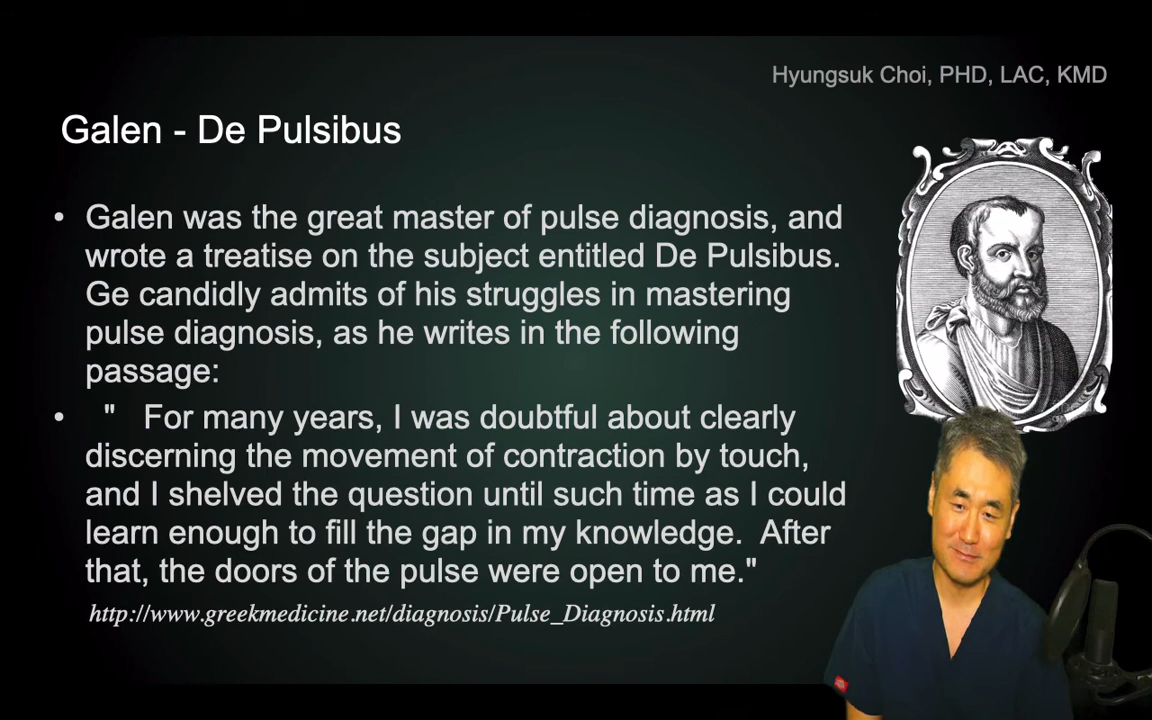 Hyungsuk Choi, PHD, LAC, KMD
Galen - De Pulsibus
• Galen was the great master of pulse diagnosis, and
wrote a treatise on the subject entitled De Pulsibus.
Ge candidly admits of his struggles in mastering
pulse diagnosis, as he writes in the following
passage:
• " For many years, I was doubtful about clearly
discerning the movement of contraction by touch,
and I shelved the question until such time as I could
learn enough to fill the gap in my knowledge. After
that, the doors of the pulse were open to me."
http://www.greekmedicine.net/diagnosis/Pulse_Diagnosis.html